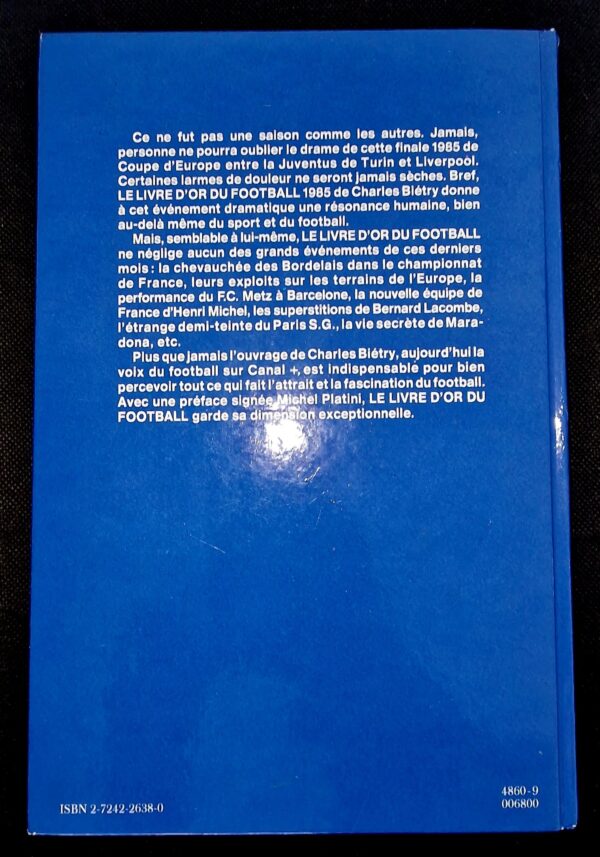 Ce ne fut pas une saison comme les autres. Jamais,
personne ne pourra oublier le drame de cette finale 1985 de
Coupe d'Europe entre la Juventus de Turin et Liverpool.
Certaines larmes de douleur ne seront jamais sèches. Bref,
LE LIVRE D'OR DU FOOTBALL 1985 de Charles Biétry donne
à cet événement dramatique une résonance humaine, bien
au-delà même du sport et du football.
Mais, semblable à lui-même, LE LIVRE D'OR DU FOOTBALL
ne néglige aucun des grands événements de ces derniers
mois : la chevauchée des Bordelais dans le championnat
de France, leurs exploits sur les terrains de l'Europe, la
performance du F.C. Metz à Barcelone, la nouvelle équipe de
France d'Henri Michel, les superstitions de Bernard Lacombe,
l'étrange demi-teinte du Paris S.G., la vie secrète de Mara-
dona, etc.
Plus que jamais l'ouvrage de Charles Biétry, aujourd'hui la
voix du football sur Canal +, est indispensable pour bien
percevoir tout ce qui fait l'attrait et la fascination du football.
Avec une préface signée Michel Platini, LE LIVRE D'OR DU
FOOTBALL garde sa dimension exceptionnelle.
4860-9
ISBN 2-7242-2638-0 006800